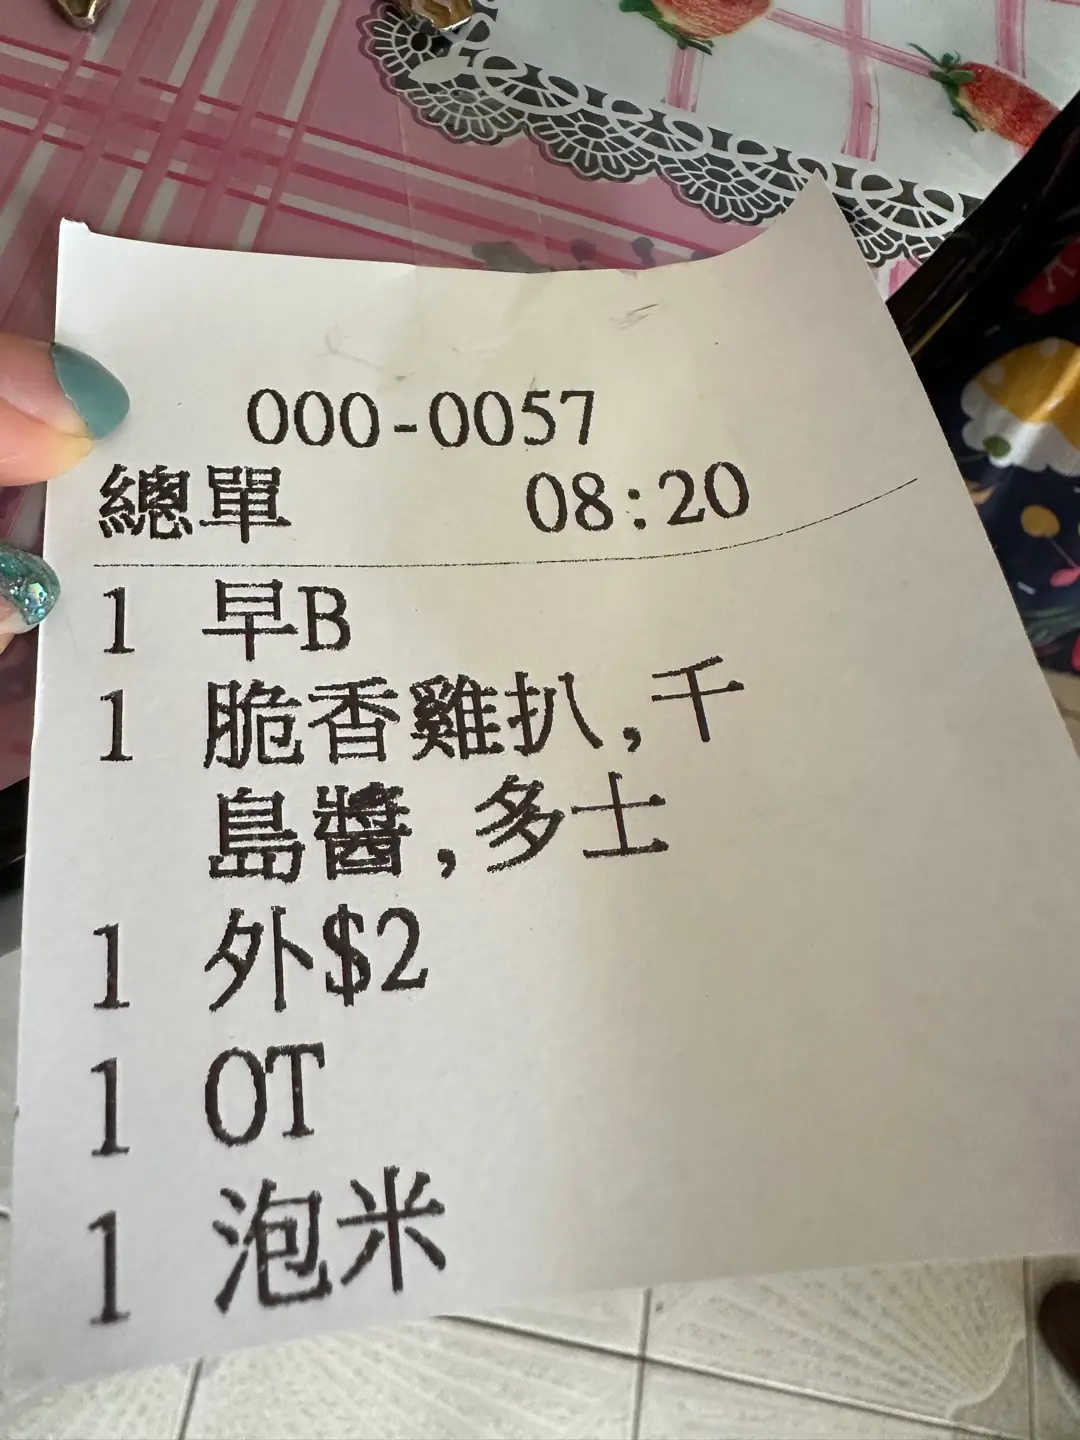 000-0057
總單 08:20
1 早B
1 脆香雞扒,千
島醬,多士
1 外$2
1 OT
1 泡米